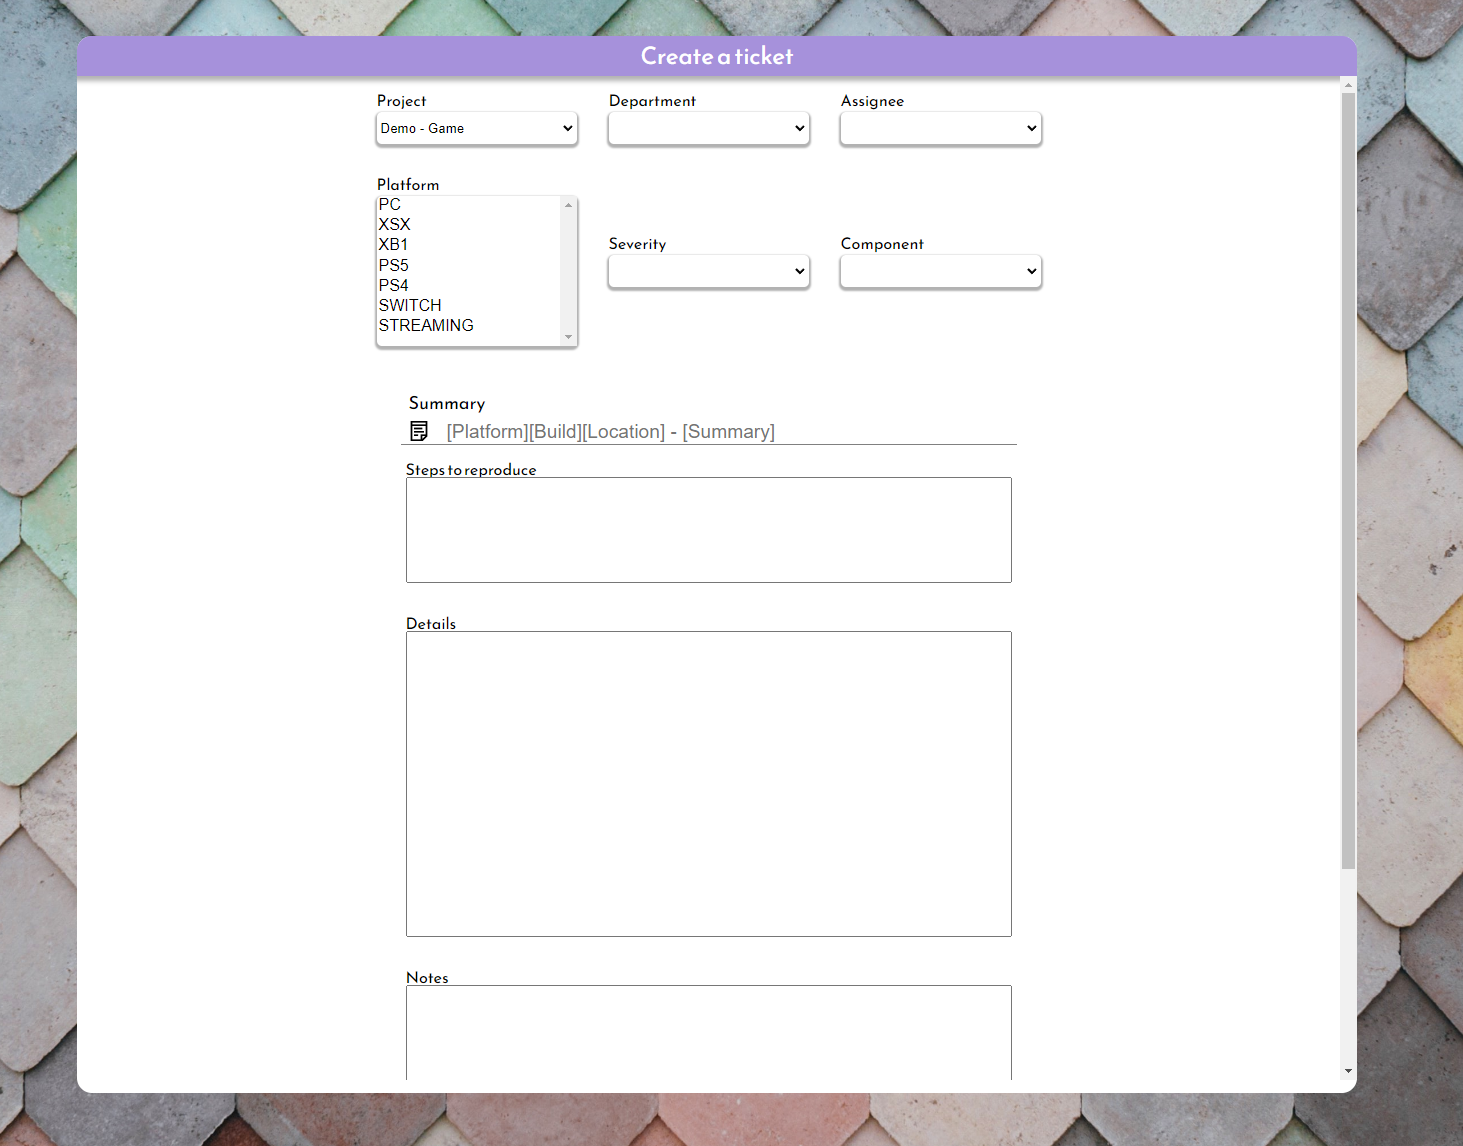 Create a ticket
Project
Department
Assignee
Demo - Game
Platform
PC
XSX
XB1
PS5
PS4
SWITCH
STREAMING
Severity
Component
Summary
[Platform][Build][Location] - [Summary]
Steps to reproduce
Details
Notes